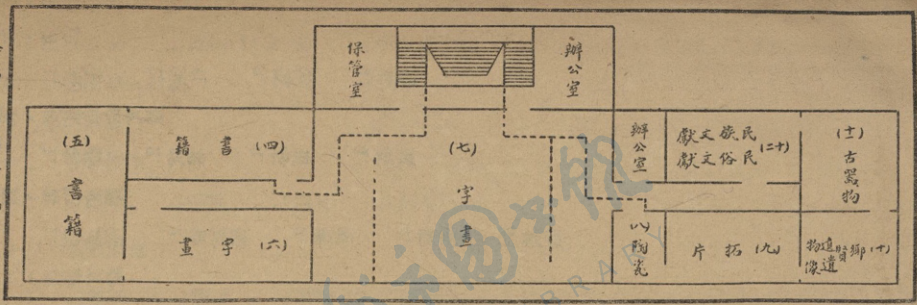 保管室
辦公室
(五)書籍
(四)書籍
(六)字畫
(七)字畫
辦公室
(八)陶瓷
(十二)民族文獻
民俗文獻
(九)拓片
(十一)古器物
(十)鄉賢遺物
遺像
LIBRARY